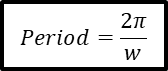 Period = 2π/w